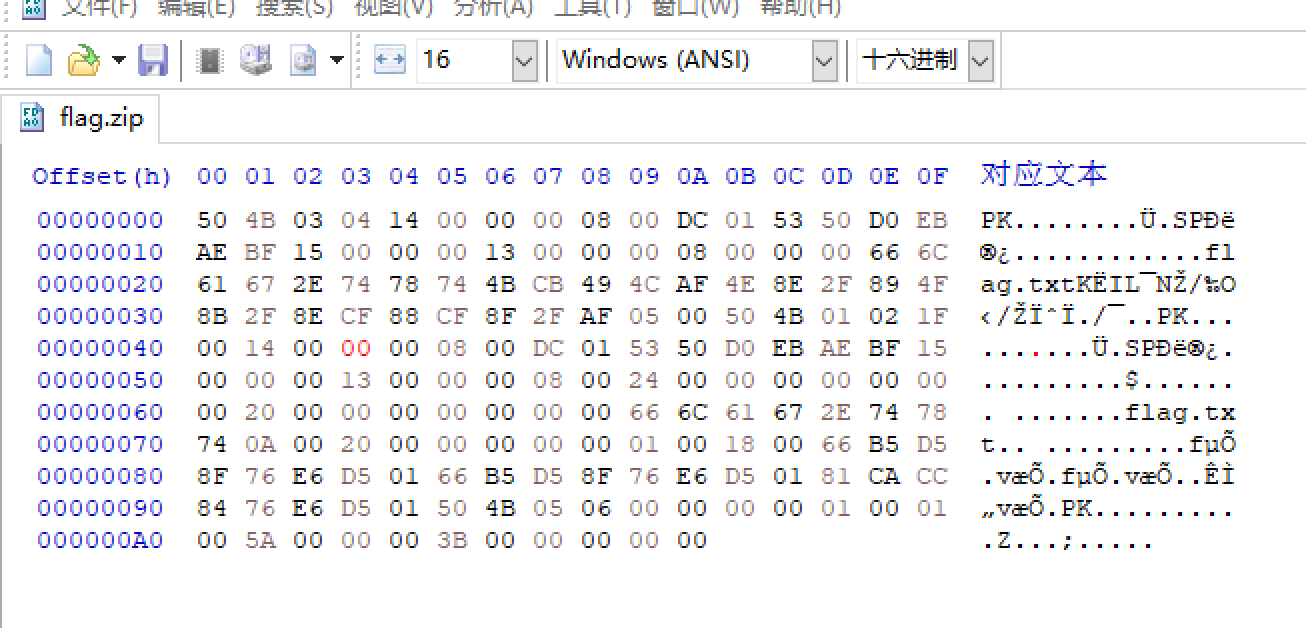 文件(F) 编辑(E) 搜索(S) 视图(V) 分析(A) 工具(T) 窗口(W) 帮助(H)
16 Windows (ANSI) 十六进制
flag.zip
Offset(h) 00 01 02 03 04 05 06 07 08 09 0A 0B 0C 0D 0E 0F 对应文本
00000000 50 4B 03 04 14 00 00 00 08 00 DC 01 53 50 D0 EB PK........Ü.SPÐë
00000010 AE BF 15 00 00 00 13 00 00 00 08 00 00 00 66 6C ®¿............fl
00000020 61 67 2E 74 78 74 4B CB 49 4C AF 4E 8E 2F 89 4F ag.txtKËIL¯NŽ/‰O
00000030 8B 2F 8E CF 88 CF 8F 2F AF 05 00 50 4B 01 02 1F ‹/ŽÏˆÏ./¯..PK...
00000040 00 14 00 00 00 08 00 DC 01 53 50 D0 EB AE BF 15 .......Ü.SPÐë®¿.
00000050 00 00 00 13 00 00 00 08 00 24 00 00 00 00 00 00 .........$......
00000060 00 20 00 00 00 00 00 00 00 66 6C 61 67 2E 74 78 . .......flag.tx
00000070 74 0A 00 20 00 00 00 00 00 01 00 18 00 66 B5 D5 t.. .........fµÕ
00000080 8F 76 E6 D5 01 66 B5 D5 8F 76 E6 D5 01 81 CA CC .væÕ.fµÕ.væÕ..ÊÌ
00000090 84 76 E6 D5 01 50 4B 05 06 00 00 00 00 01 00 01 „væÕ.PK.........
000000A0 00 5A 00 00 00 3B 00 00 00 00 00 .Z...;.....